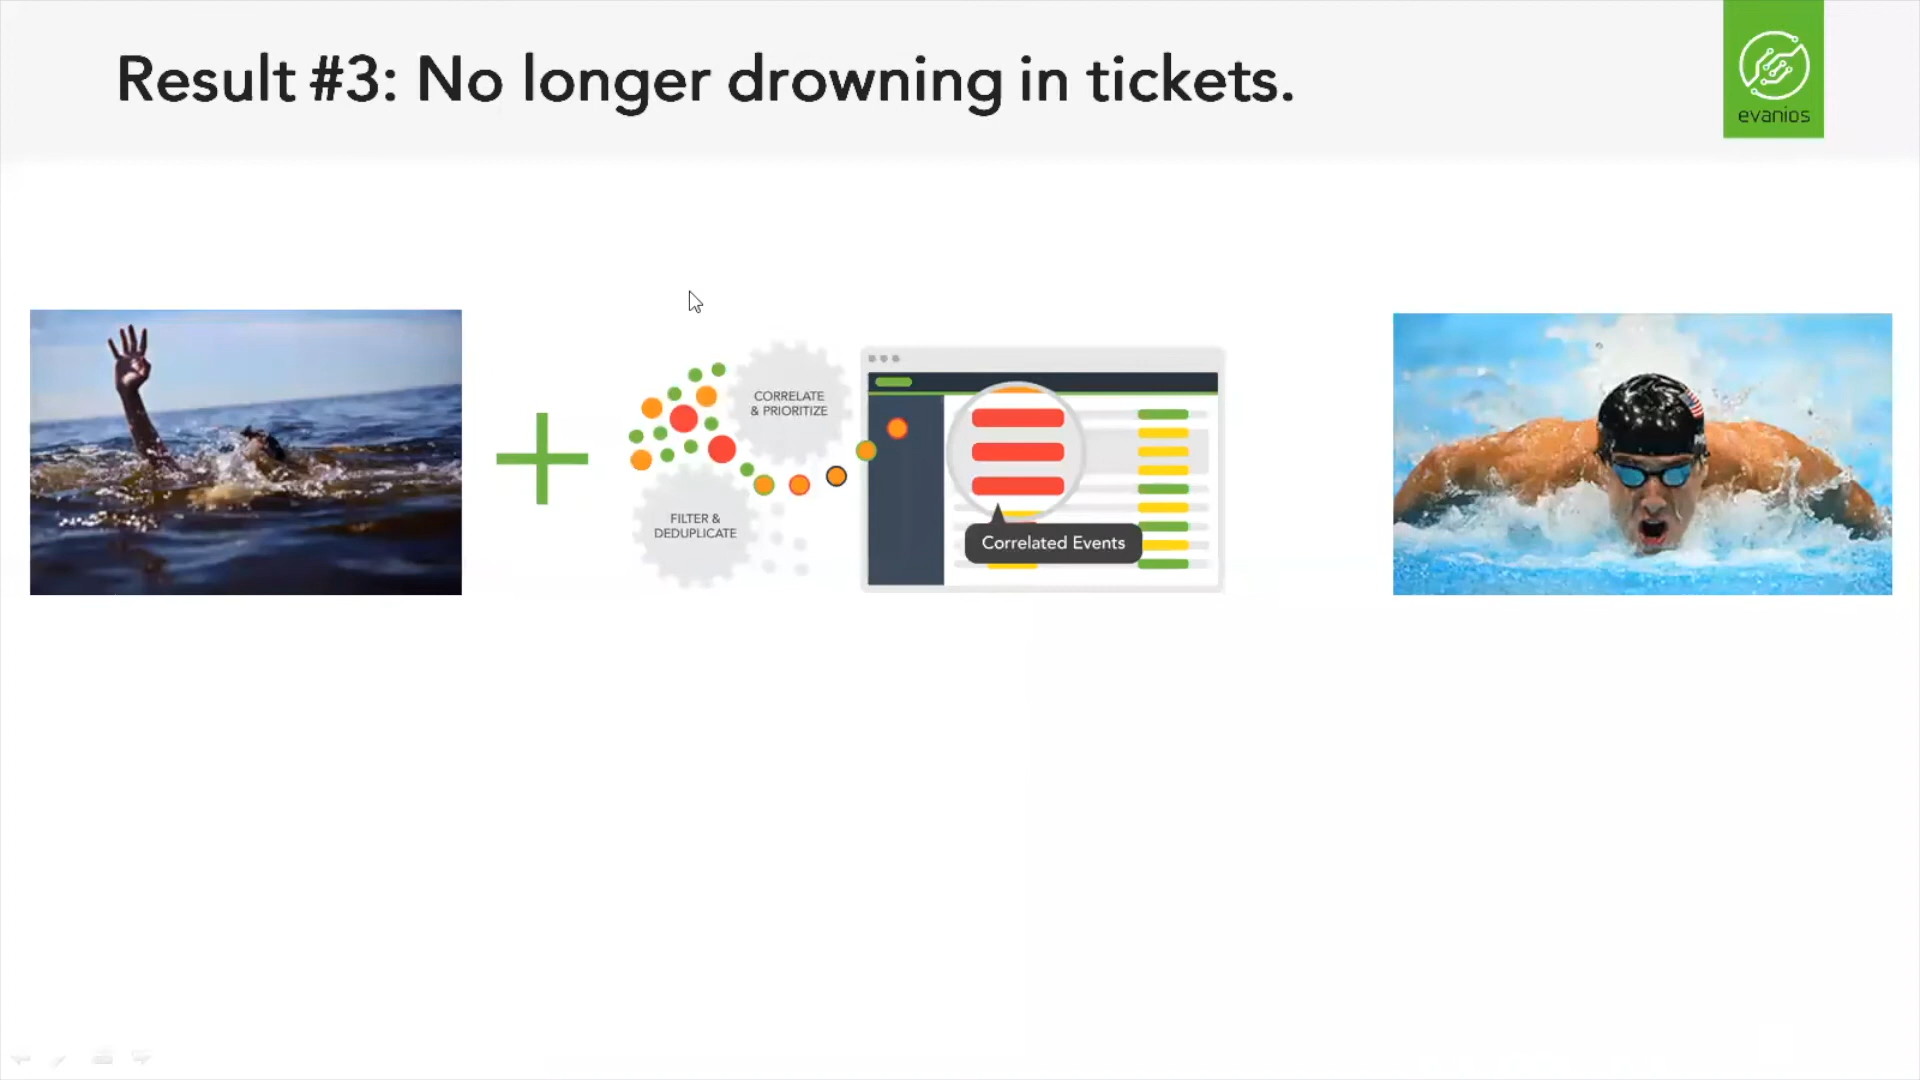 Result #3: No longer drowning in tickets.
evanios
CORRELATE
& PRIORITIZE
FILTER &
DEDUPLICATE
Correlated Events